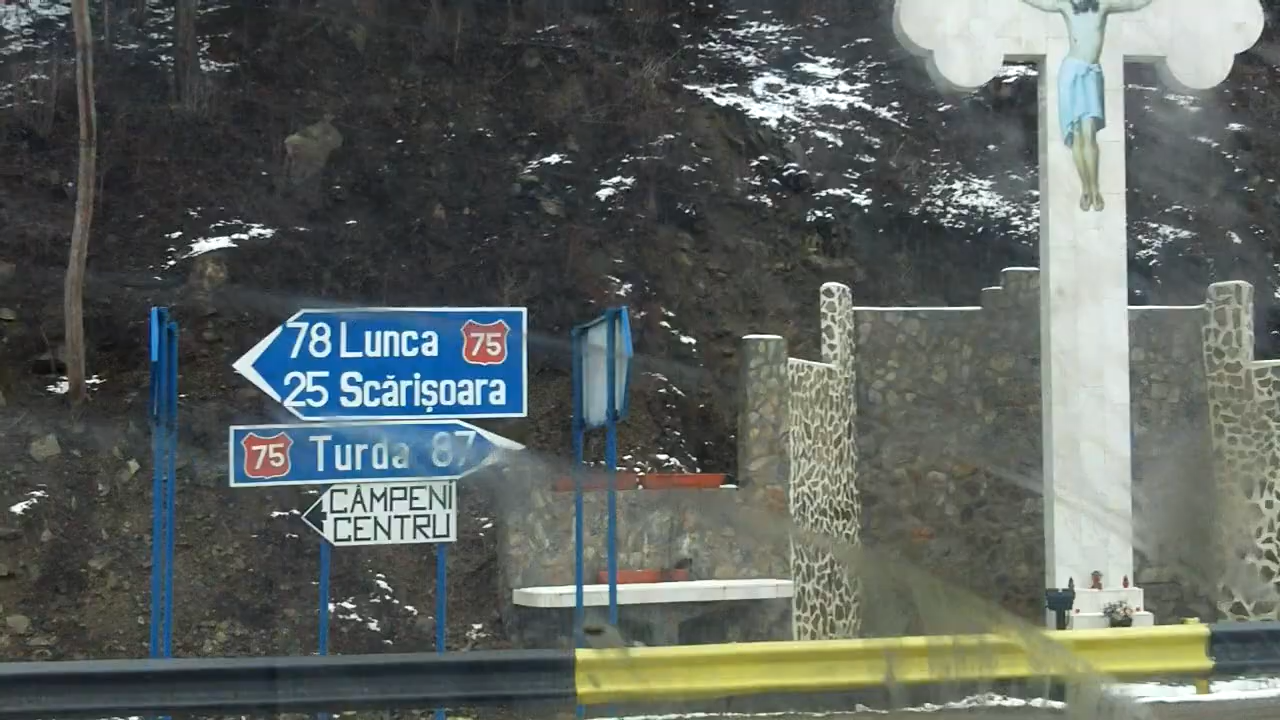 78 Lunca 75
25 Scărișoara
75 Turda 87
CÂMPENI
CENTRU